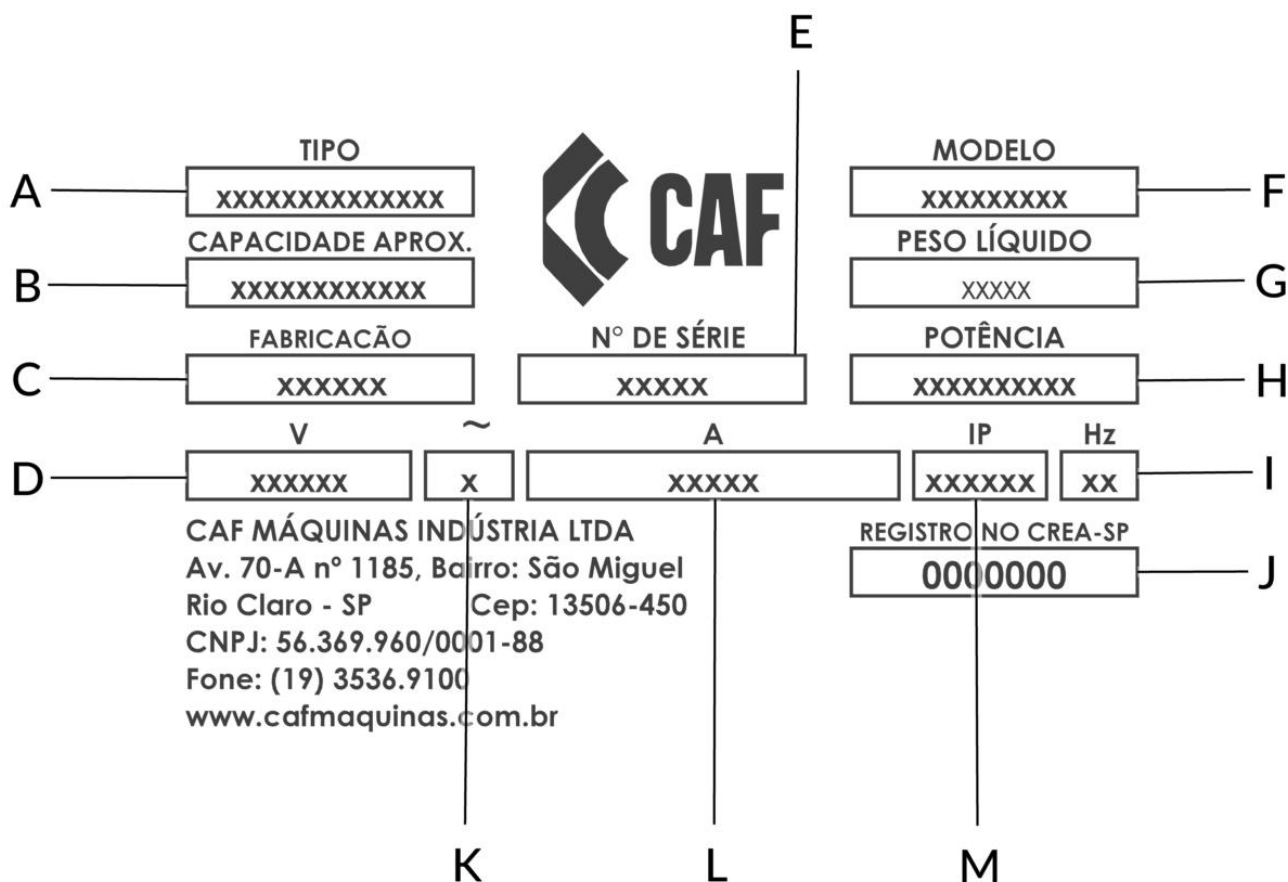 E
TIPO
MODELO
A
xxxxxxxxxxxxxx
CAF
xxxxxxxxx
F
CAPACIDADE APROX.
PESO LÍQUIDO
B
xxxxxxxxxxxx
xxxxx
G
FABRICACÃO
N° DE SÉRIE
POTÊNCIA
C
xxxxxx
xxxxx
xxxxxxxxxx
H
V
~
A
IP
Hz
D
xxxxxx
x
xxxxx
xxxxxx
xx
I
CAF MÁQUINAS INDÚSTRIA LTDA
REGISTRO NO CREA-SP
Av. 70-A nº 1185, Bairro: São Miguel
0000000
J
Rio Claro - SP Cep: 13506-450
CNPJ: 56.369.960/0001-88
Fone: (19) 3536.9100
www.cafmaquinas.com.br
K
L
M